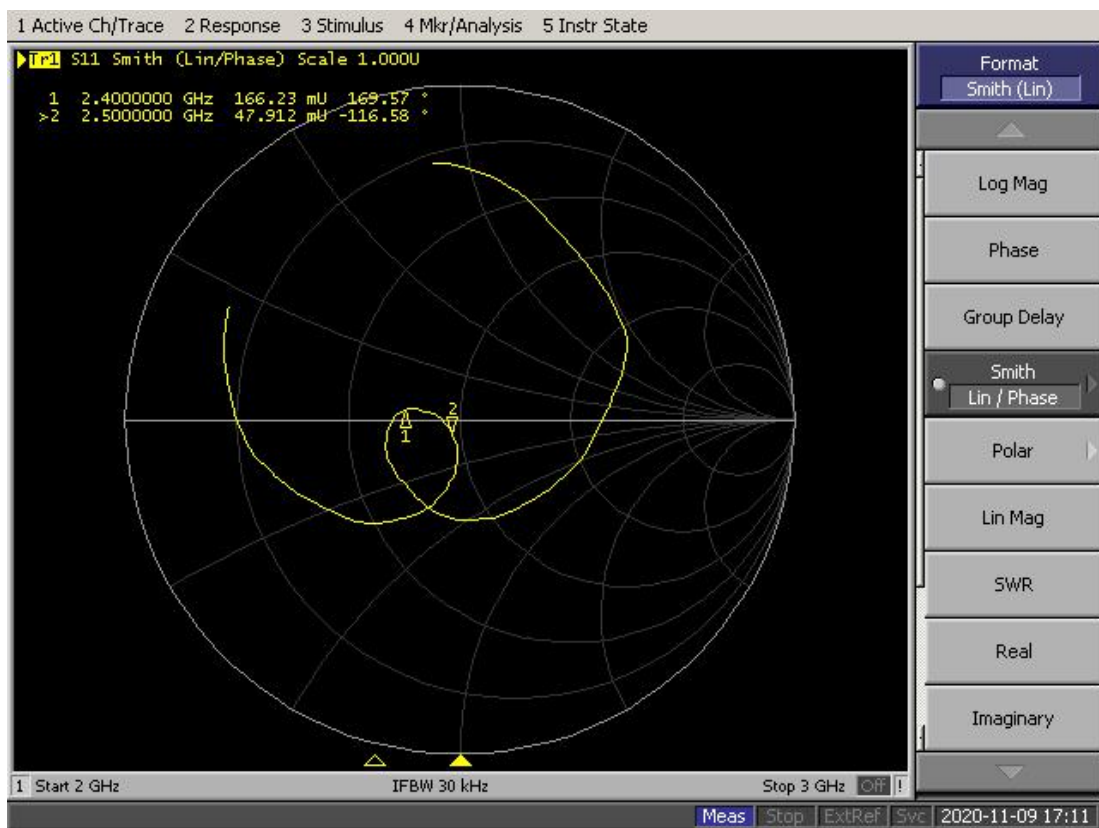 1 Active Ch/Trace 2 Response 3 Stimulus 4 Mkr/Analysis 5 Instr State
Tr1 S11 Smith (Lin/Phase) Scale 1.000U
1 2.4000000 GHz 166.23 mU 169.57 °
>2 2.5000000 GHz 47.912 mU -116.58 °
1
2
Format
Smith (Lin)
Log Mag
Phase
Group Delay
Smith
Lin / Phase
Polar
Lin Mag
SWR
Real
Imaginary
1 Start 2 GHz IFBW 30 kHz Stop 3 GHz Off !
Meas Stop ExtRef Svc 2020-11-09 17:11